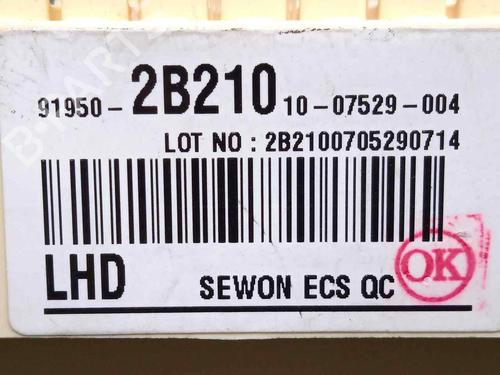 91950- 2B210 10-07529-004
LOT NO : 2B2100705290714
LHD SEWON ECS QC OK